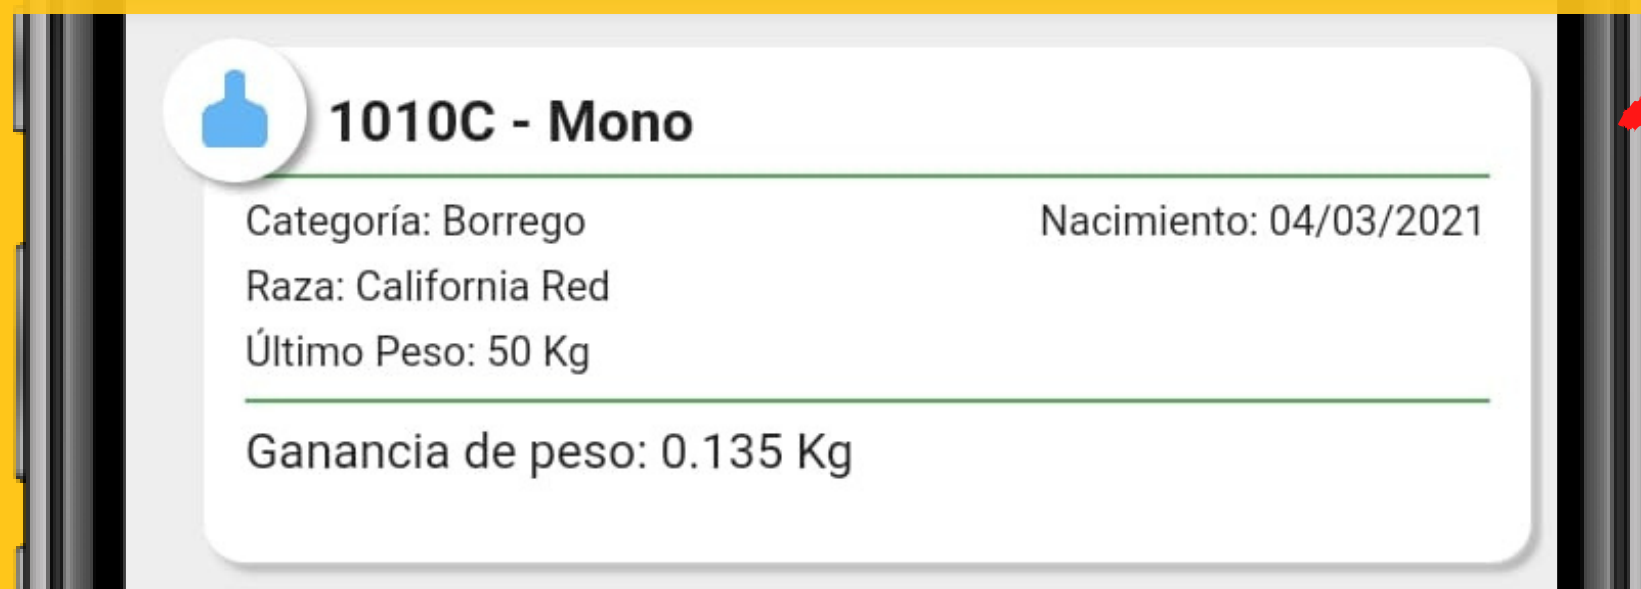 1010C - Mono
Categoría: Borrego
Nacimiento: 04/03/2021
Raza: California Red
Último Peso: 50 Kg
Ganancia de peso: 0.135 Kg